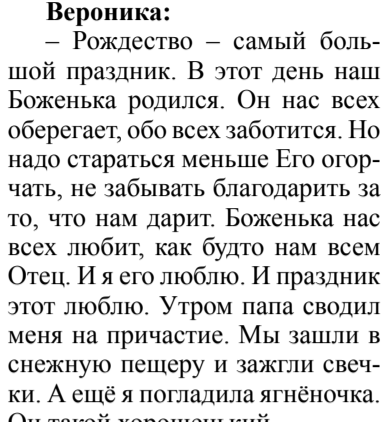 Вероника:
– Рождество – самый боль-
шой праздник. В этот день наш
Боженька родился. Он нас всех
оберегает, обо всех заботится. Но
надо стараться меньше Его огор-
чать, не забывать благодарить за
то, что нам дарит. Боженька нас
всех любит, как будто нам всем
Отец. И я его люблю. И праздник
этот люблю. Утром папа сводил
меня на причастие. Мы зашли в
снежную пещеру и зажгли свеч-
ки. А ещё я погладила ягнёночка.
Он такой хорошенький